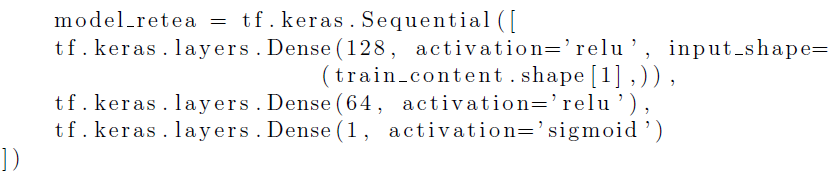 model_retea = tf.keras.Sequential([
tf.keras.layers.Dense(128, activation='relu', input_shape=
(train_content.shape[1],)),
tf.keras.layers.Dense(64, activation='relu'),
tf.keras.layers.Dense(1, activation='sigmoid')
])